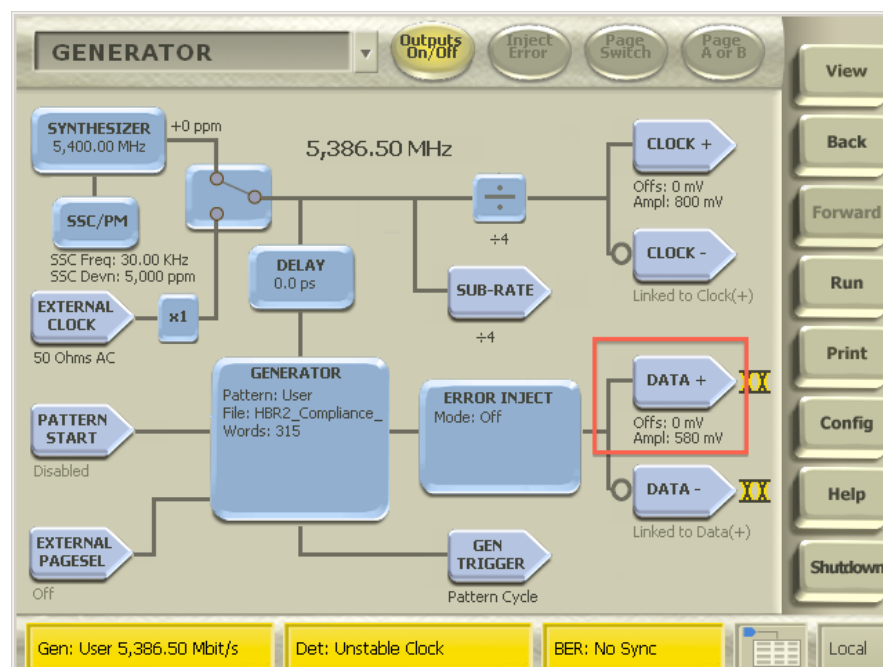 GENERATOR
Outputs
On/Off
Inject
Error
Page
Switch
Page
A or B
View
SYNTHESIZER
5,400.00 MHz
+0 ppm
5,386.50 MHz
CLOCK +
Offs: 0 mV
Ampl: 800 mV
Back
SSC/PM
SSC Freq: 30.00 KHz
SSC Devn: 5,000 ppm
÷
÷4
CLOCK -
Linked to Clock(+)
Forward
DELAY
0.0 ps
SUB-RATE
÷4
Run
EXTERNAL
CLOCK
x1
50 Ohms AC
Print
GENERATOR
Pattern: User
File: HBR2_Compliance_
Words: 315
ERROR INJECT
Mode: Off
DATA +
Offs: 0 mV
Ampl: 580 mV
PATTERN
START
Disabled
Config
DATA -
Linked to Data(+)
Help
EXTERNAL
PAGESEL
Off
GEN
TRIGGER
Pattern Cycle
Shutdown
Gen: User 5,386.50 Mbit/s
Det: Unstable Clock
BER: No Sync
Local